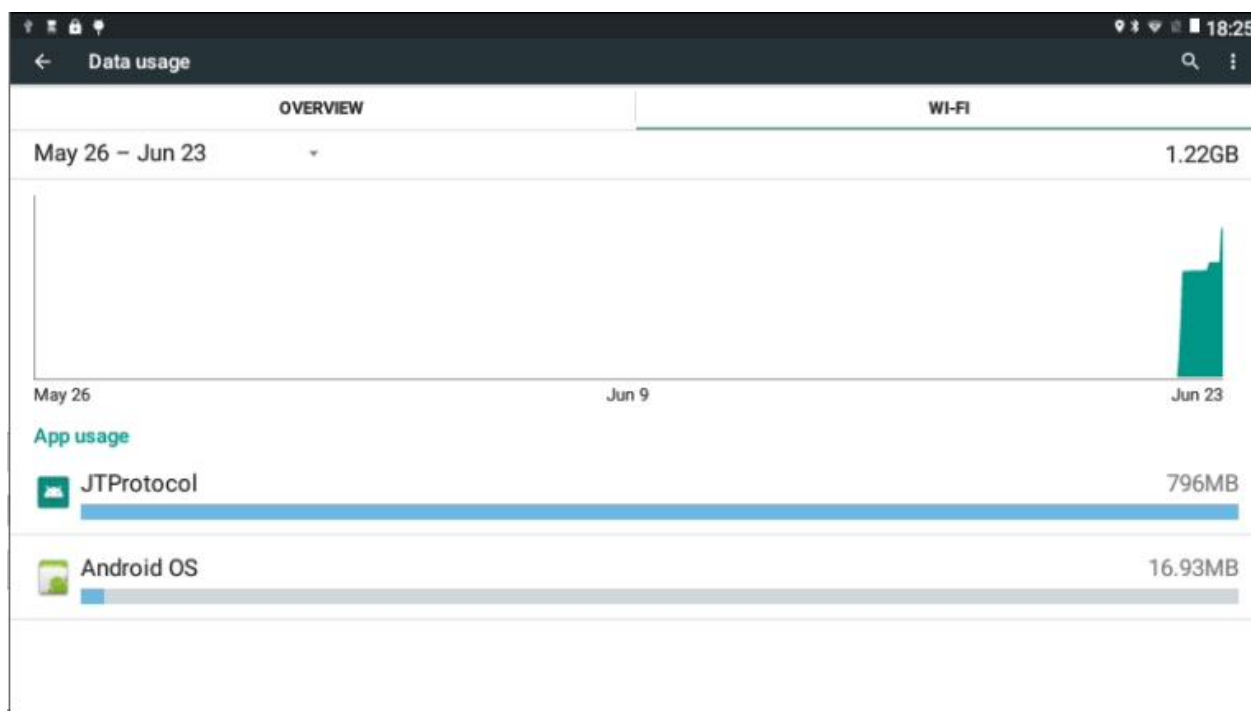 18:25
Data usage
OVERVIEW WI-FI
May 26 – Jun 23 1.22GB
May 26 Jun 9 Jun 23
App usage
JTProtocol 796MB
Android OS 16.93MB